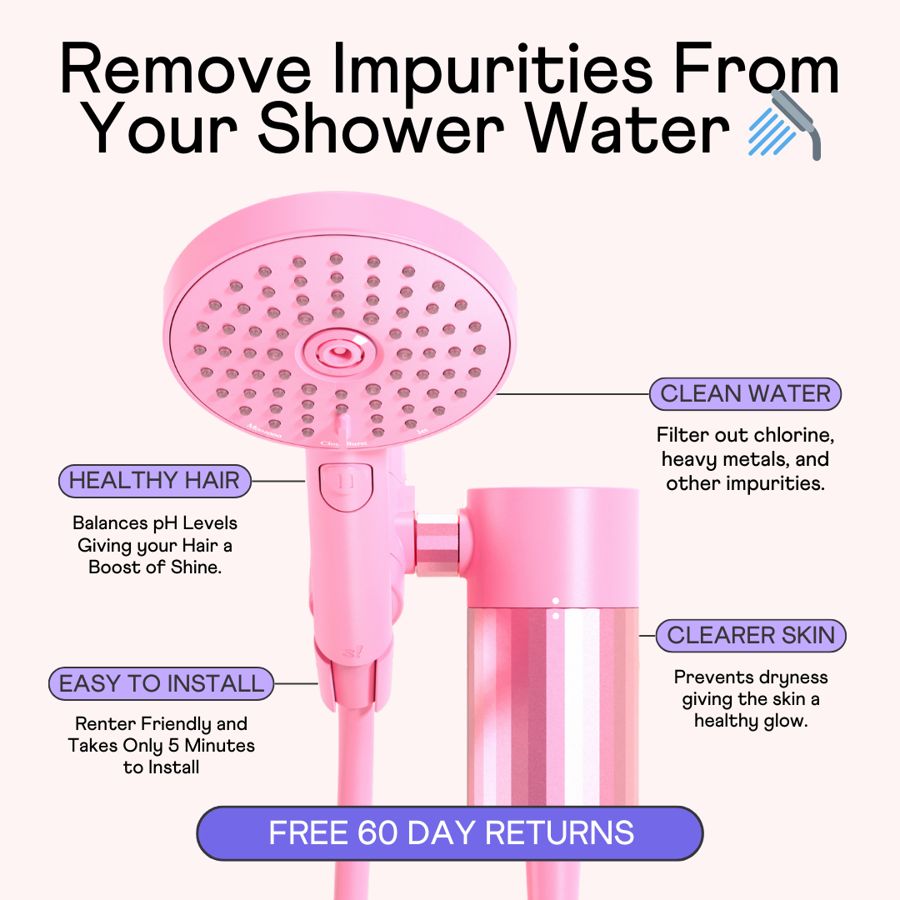 Remove Impurities From
Your Shower Water
CLEAN WATER
Filter out chlorine,
heavy metals, and
other impurities.
HEALTHY HAIR
Balances pH Levels
Giving your Hair a
Boost of Shine.
CLEARER SKIN
Prevents dryness
giving the skin a
healthy glow.
EASY TO INSTALL
Renter Friendly and
Takes Only 5 Minutes
to Install
FREE 60 DAY RETURNS